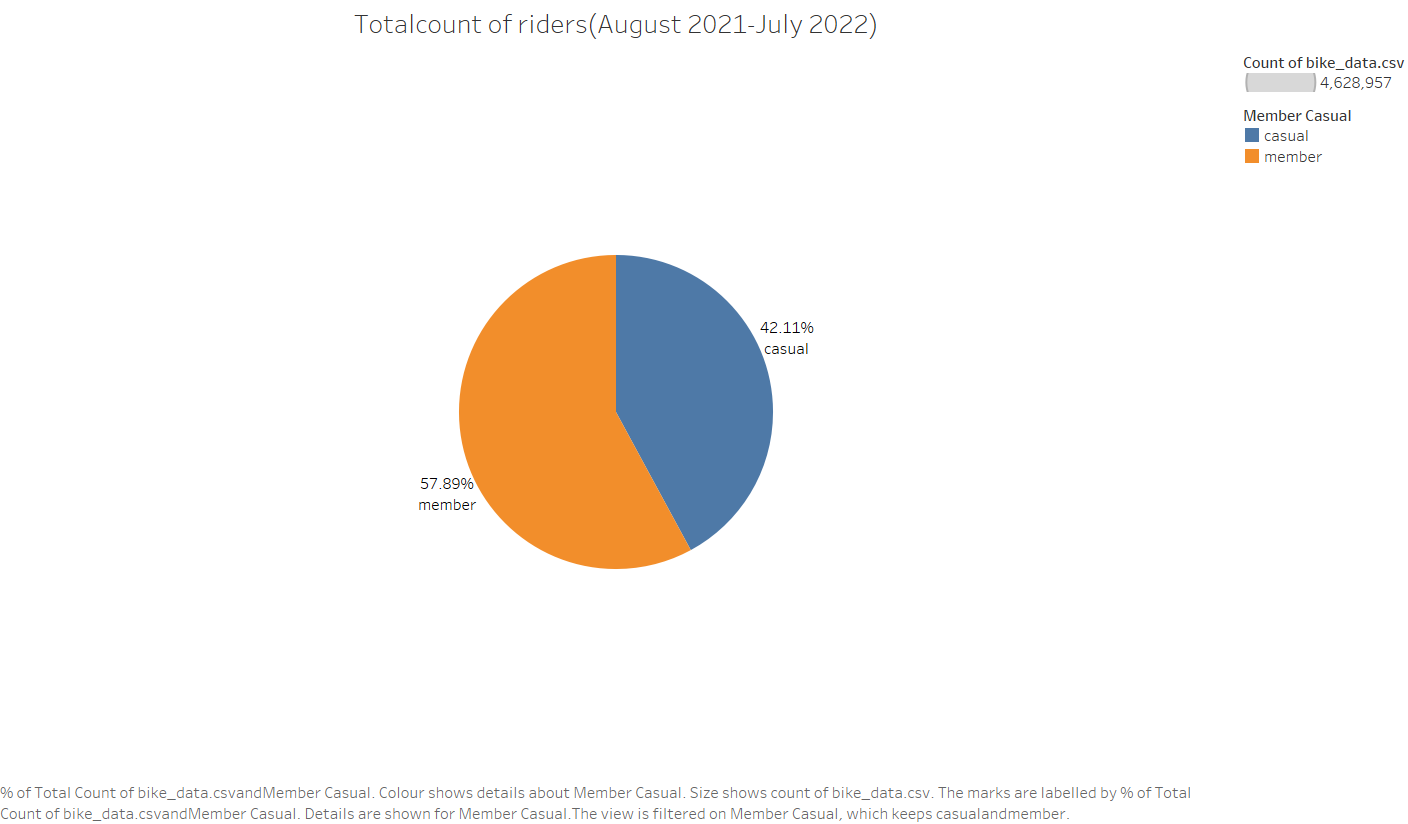 Totalcount of riders(August 2021-July 2022)
Count of bike_data.csv
4,628,957
Member Casual
casual
member
42.11%
casual
57.89%
member
% of Total Count of bike_data.csvandMember Casual. Colour shows details about Member Casual. Size shows count of bike_data.csv. The marks are labelled by % of Total
Count of bike_data.csvandMember Casual. Details are shown for Member Casual.The view is filtered on Member Casual, which keeps casualandmember.